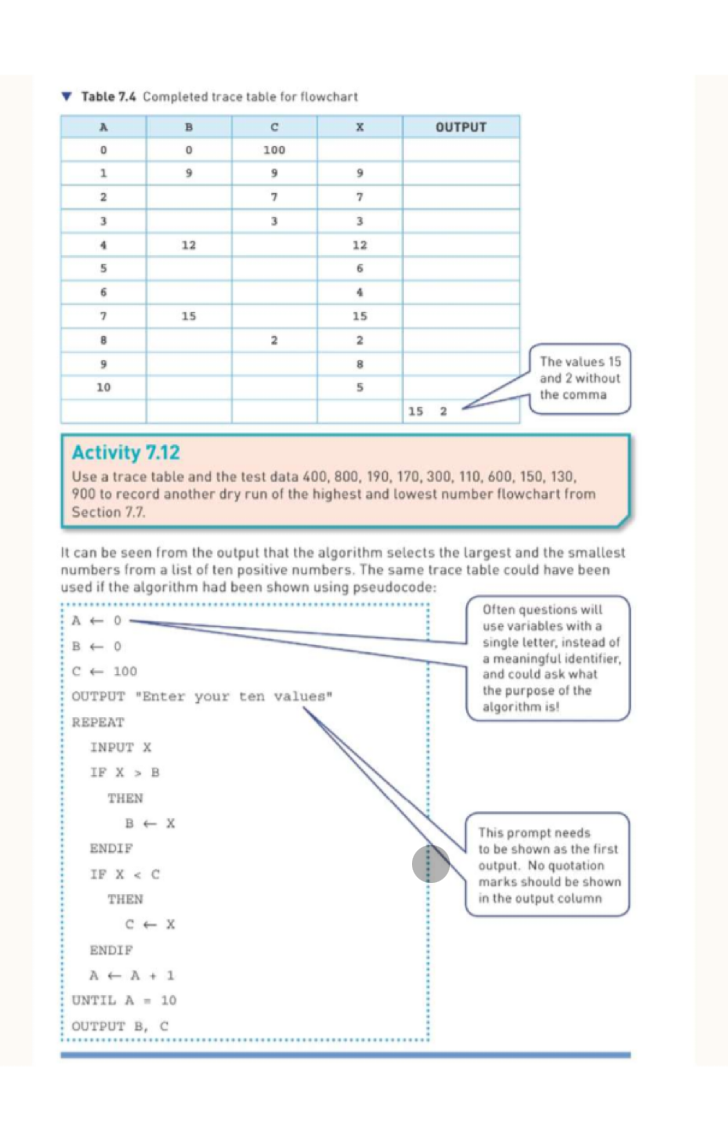 ▼ Table 7.4 Completed trace table for flowchart
A B C X OUTPUT
0 0 100
1 9 9 9
2 7 7
3 3 3
4 12 12
5 6
6 4
7 15 15
8 2 2
9 8
10 5
15 2
The values 15
and 2 without
the comma
Activity 7.12
Use a trace table and the test data 400, 800, 190, 170, 300, 110, 600, 150, 130,
900 to record another dry run of the highest and lowest number flowchart from
Section 7.7.
It can be seen from the output that the algorithm selects the largest and the smallest
numbers from a list of ten positive numbers. The same trace table could have been
used if the algorithm had been shown using pseudocode:
A ← 0
B ← 0
C ← 100
OUTPUT "Enter your ten values"
REPEAT
INPUT X
IF X > B
THEN
B ← X
ENDIF
IF X < C
THEN
C ← X
ENDIF
A ← A + 1
UNTIL A = 10
OUTPUT B, C
Often questions will
use variables with a
single letter, instead of
a meaningful identifier,
and could ask what
the purpose of the
algorithm is!
This prompt needs
to be shown as the first
output. No quotation
marks should be shown
in the output column